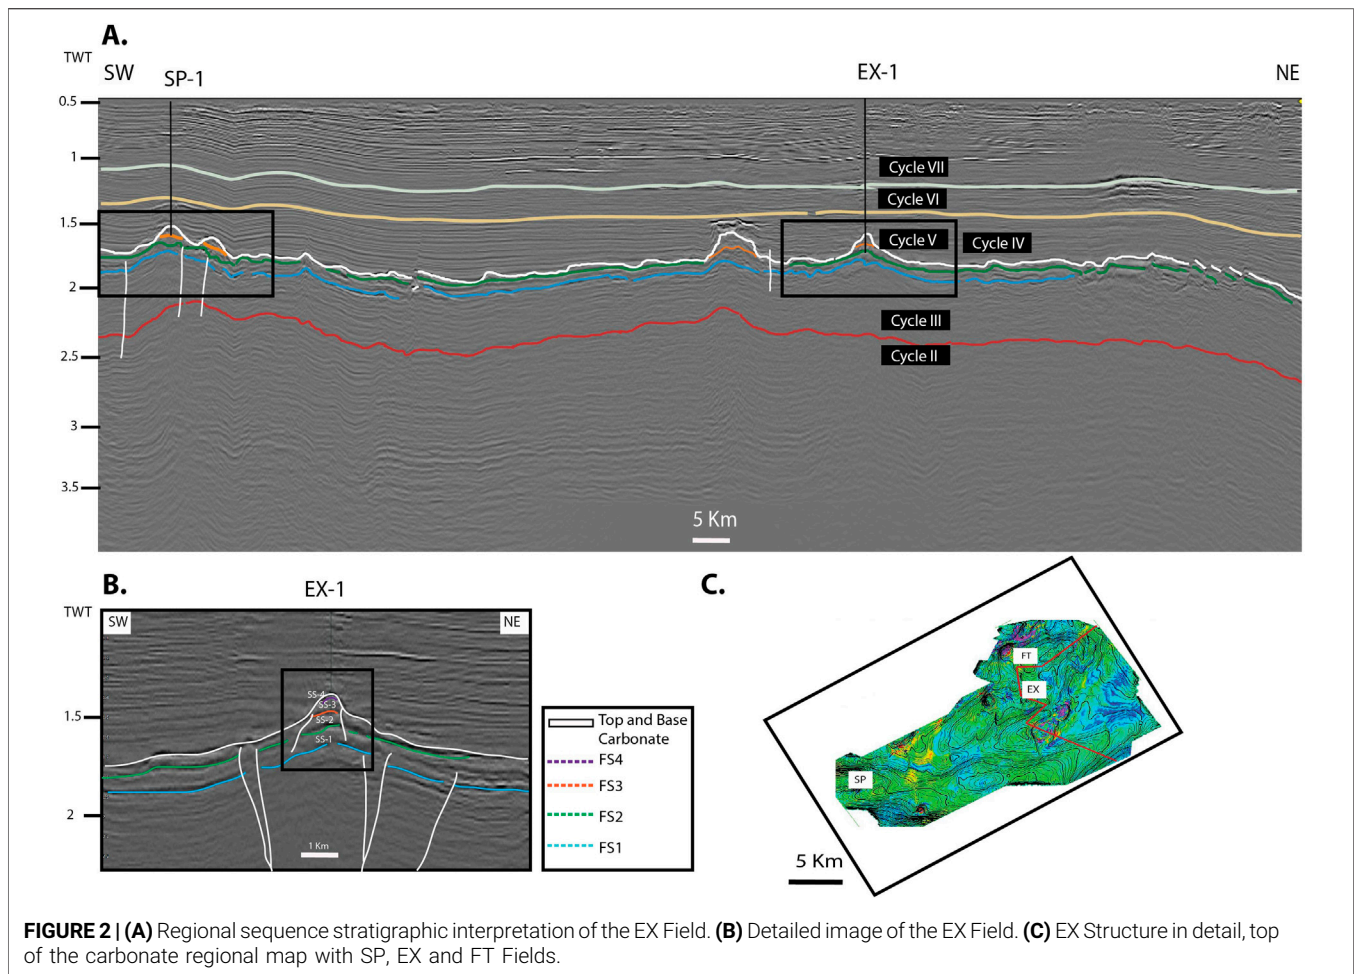 A.
TWT
SW
SP-1
EX-1
NE
0.5
1
1.5
2
2.5
3
3.5
Cycle VII
Cycle VI
Cycle V
Cycle IV
Cycle III
Cycle II
5 Km
B.
EX-1
TWT
SW
NE
1.5
2
SS-4
SS-3
SS-2
SS-1
1 Km
Top and Base
Carbonate
FS4
FS3
FS2
FS1
C.
FT
EX
SP
5 Km
FIGURE 2 | (A) Regional sequence stratigraphic interpretation of the EX Field. (B) Detailed image of the EX Field. (C) EX Structure in detail, top
of the carbonate regional map with SP, EX and FT Fields.